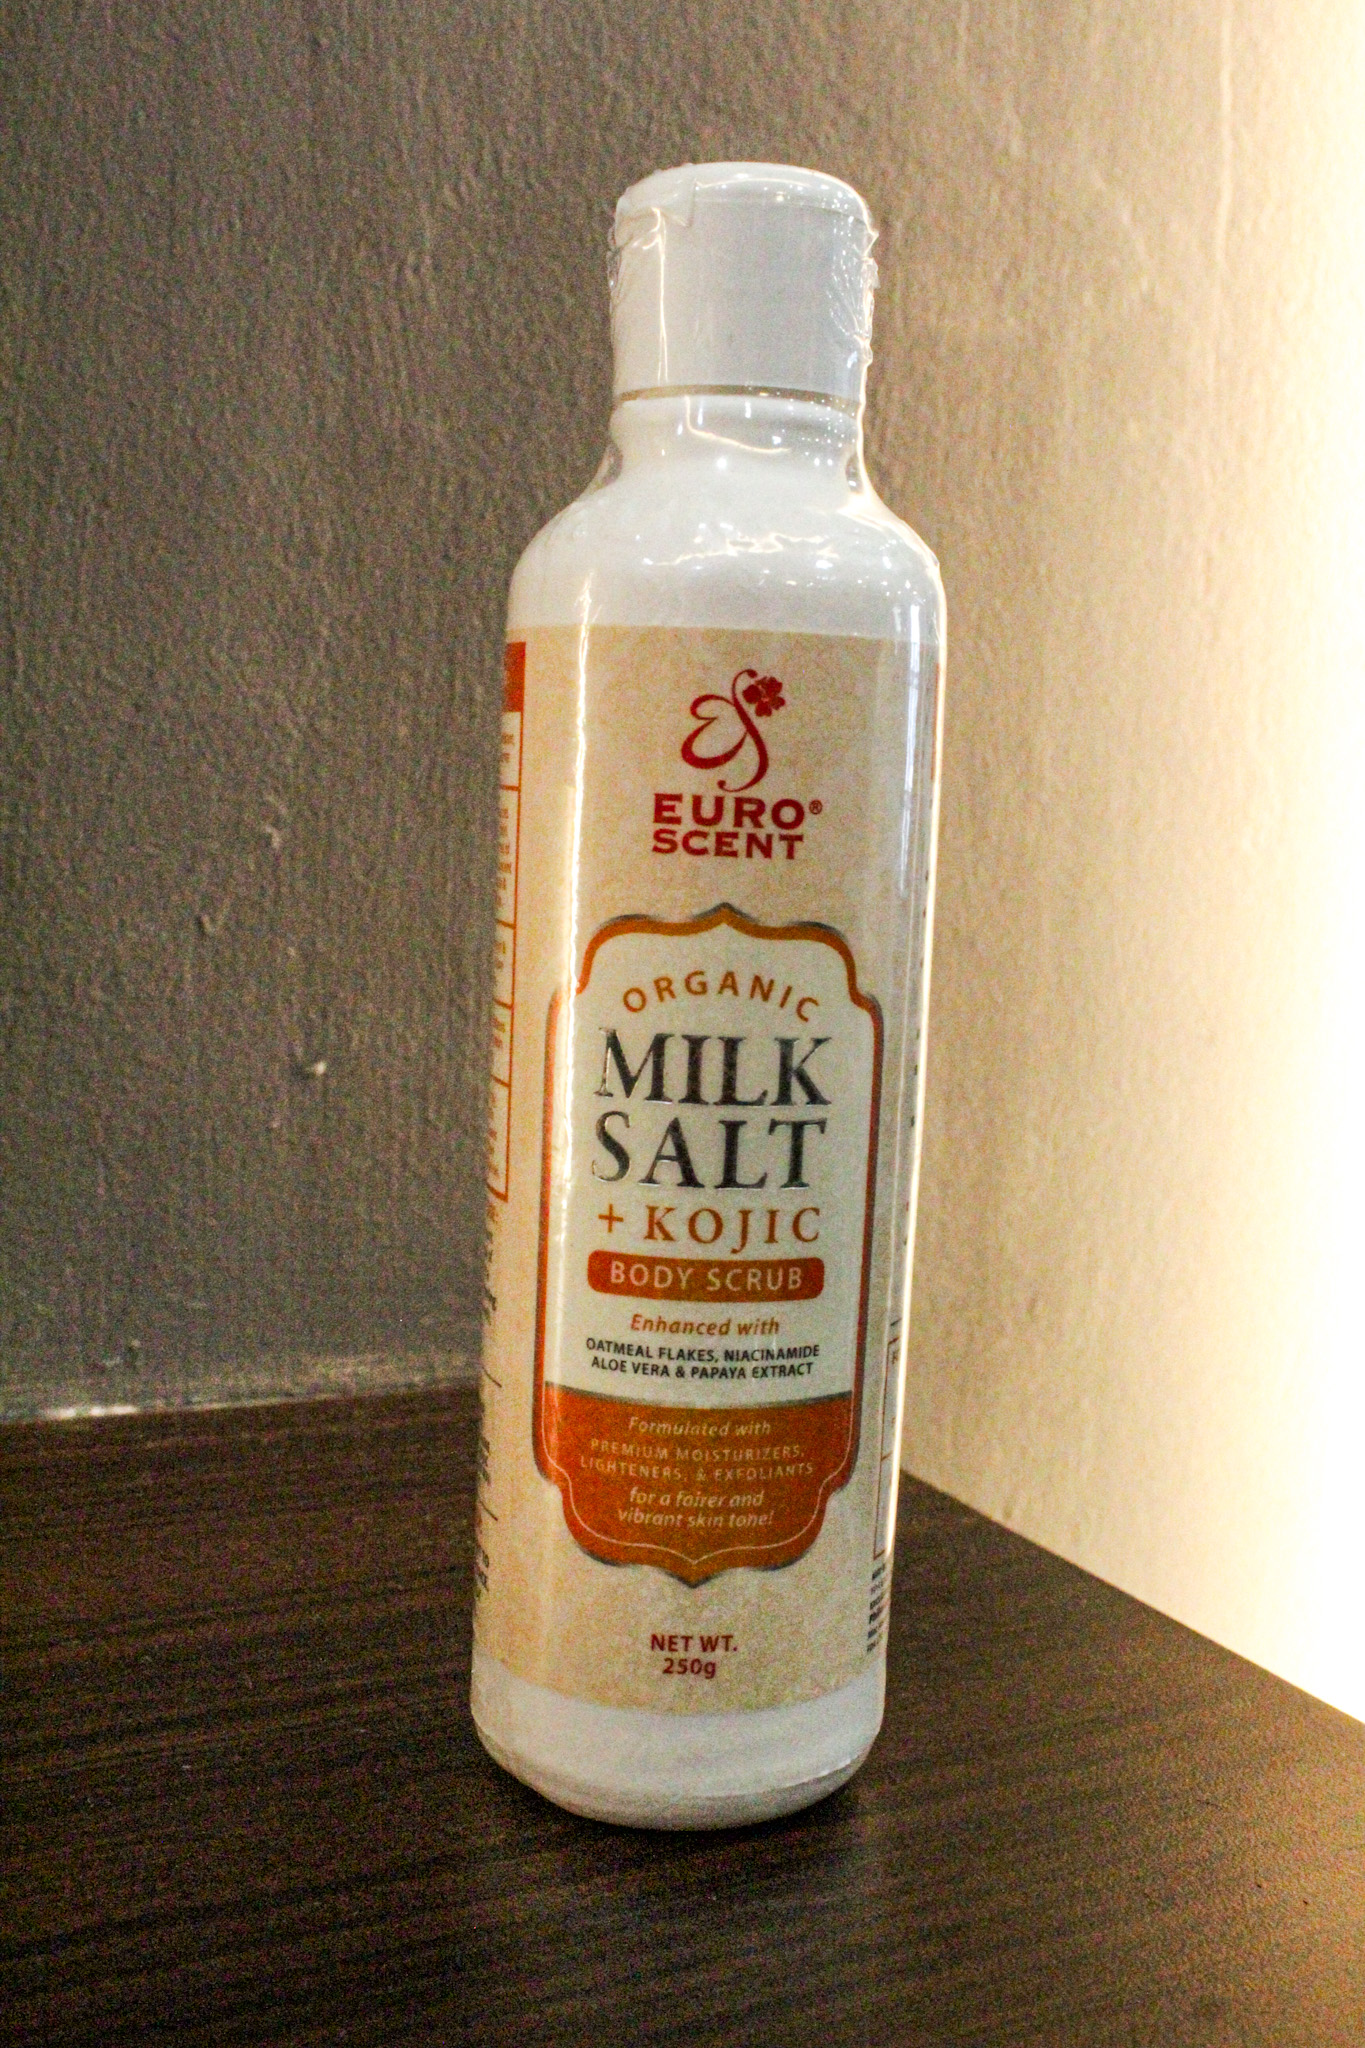 EURO®
SCENT
ORGANIC
MILK
SALT
+ KOJIC
BODY SCRUB
Enhanced with
OATMEAL FLAKES, NIACINAMIDE
ALOE VERA & PAPAYA EXTRACT
Formulated with
PREMIUM MOISTURIZERS,
LIGHTENERS, & EXFOLIANTS
for a fairer and
vibrant skin tone!
NET WT.
250g